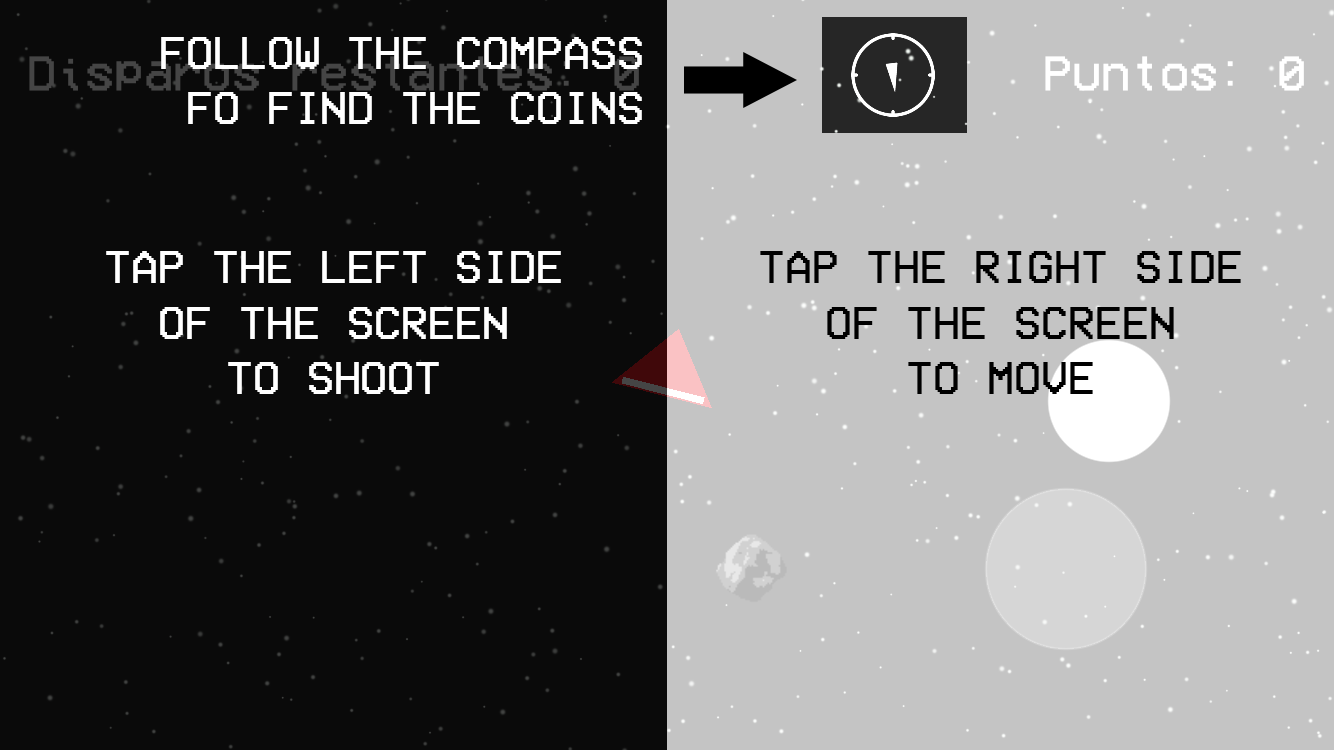 FOLLOW THE COMPASS
FO FIND THE COINS
Disparos restantes: 0
Puntos: 0
TAP THE LEFT SIDE
OF THE SCREEN
TO SHOOT
TAP THE RIGHT SIDE
OF THE SCREEN
TO MOVE